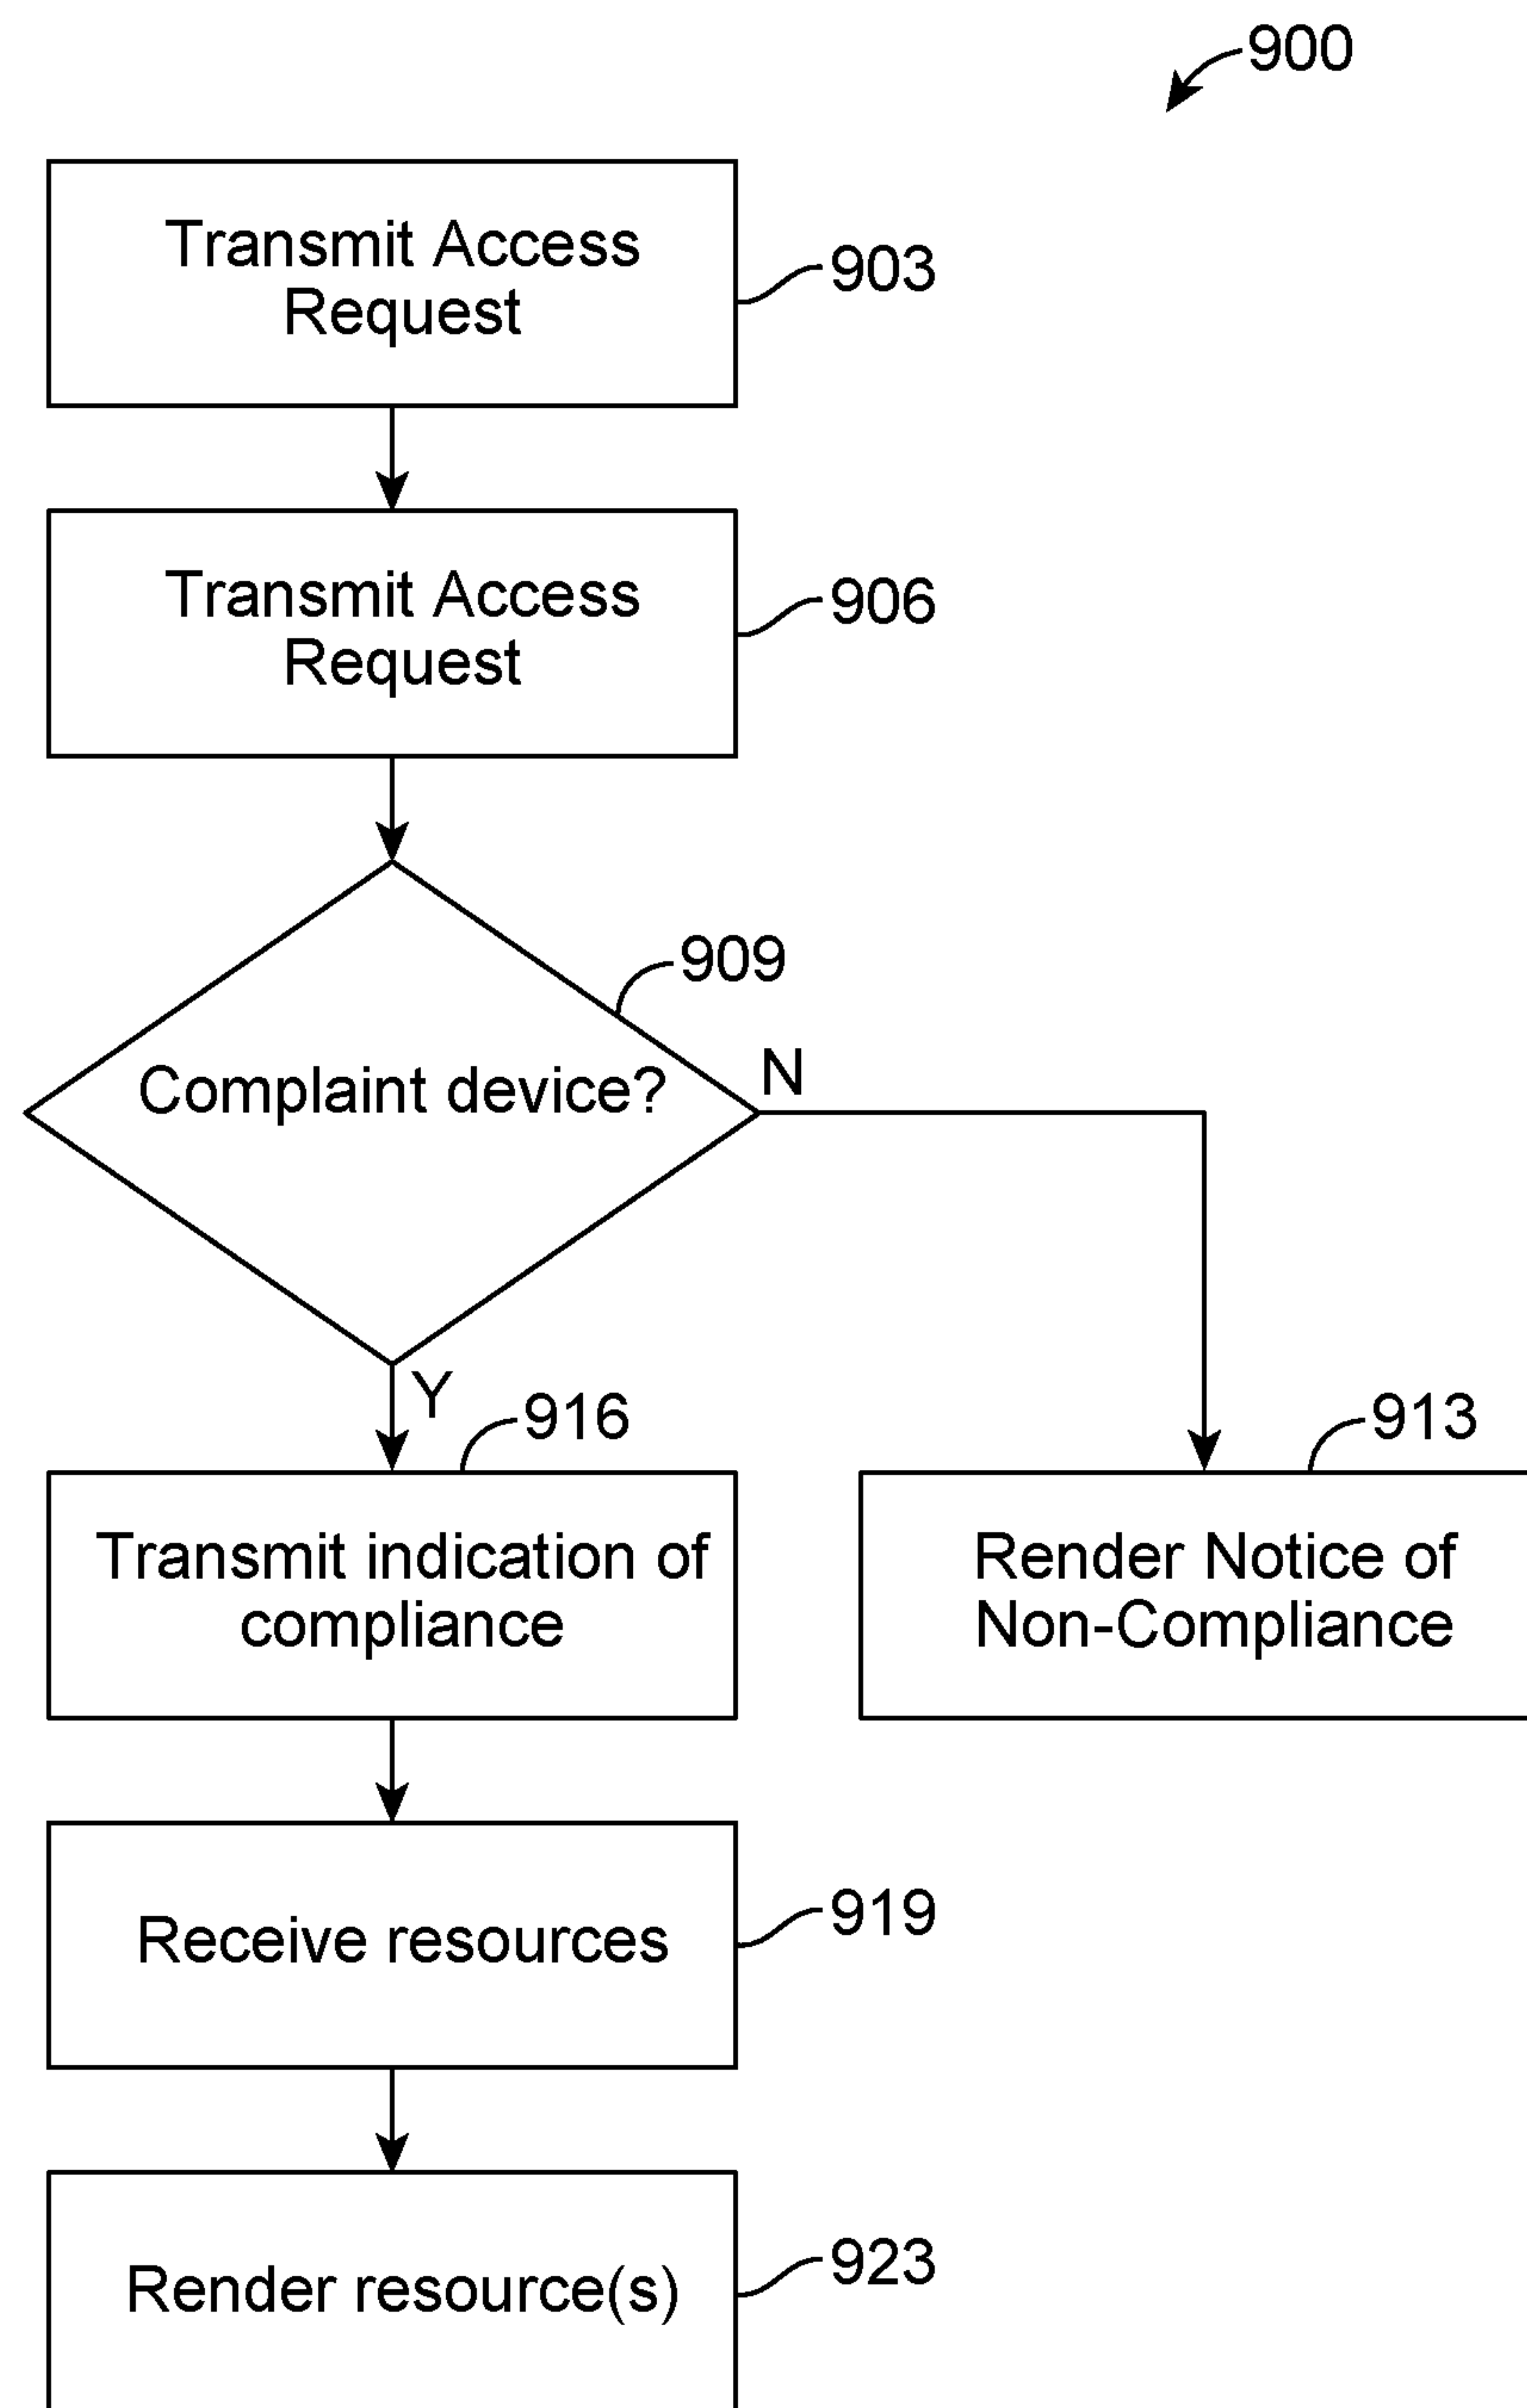 900
Transmit Access
Request
903
Transmit Access
Request
906
909
Complaint device?
N
Y
916
913
Transmit indication of
compliance
Render Notice of
Non-Compliance
Receive resources
919
Render resource(s)
923